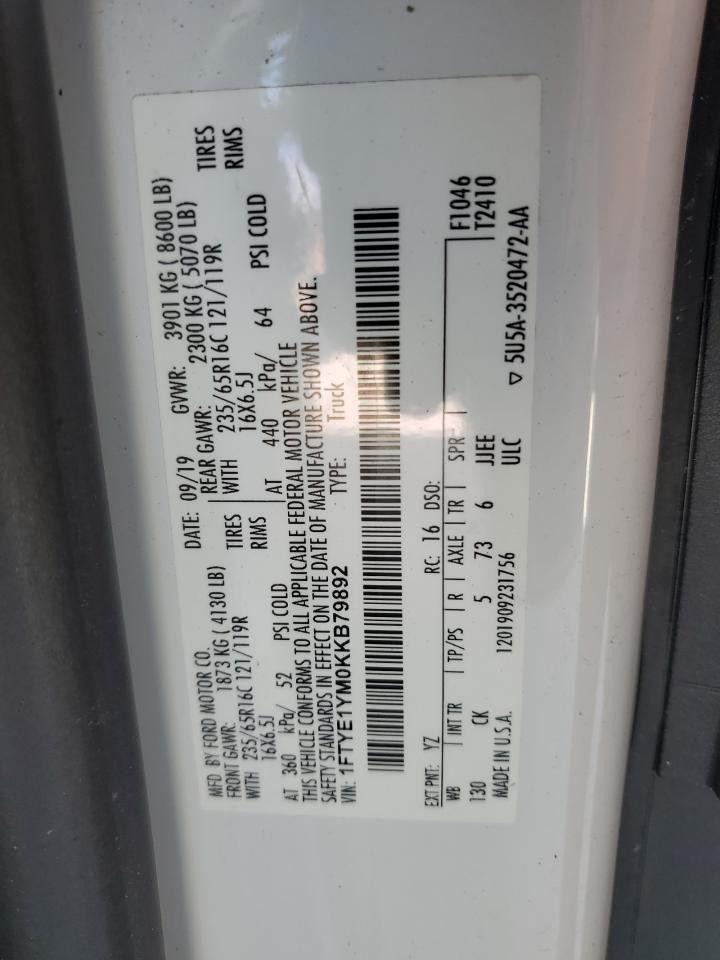 MFD BY FORD MOTOR CO. DATE: 09/19 GVWR: 3901 KG ( 8600 LB)
FRONT GAWR: 1873 KG ( 4130 LB) REAR GAWR: 2300 KG ( 5070 LB)
WITH 235/65R16C 121/119R TIRES WITH 235/65R16C 121/119R TIRES
16X6.5J RIMS 16X6.5J RIMS
AT 360 kPa/ 52 PSI COLD AT 440 kPa/ 64 PSI COLD
THIS VEHICLE CONFORMS TO ALL APPLICABLE FEDERAL MOTOR VEHICLE
SAFETY STANDARDS IN EFFECT ON THE DATE OF MANUFACTURE SHOWN ABOVE.
VIN: 1FTYE1YM0KKB79892 TYPE: Truck
EXT PNT: YZ RC: 16 DSO: F1046
WB INT TR TP/PS R AXLE TR SPR T2410
130 CK 5 73 6 JJEE
MADE IN U.S.A. 1201909231756 ULC ▽ 5U5A-3520472-AA